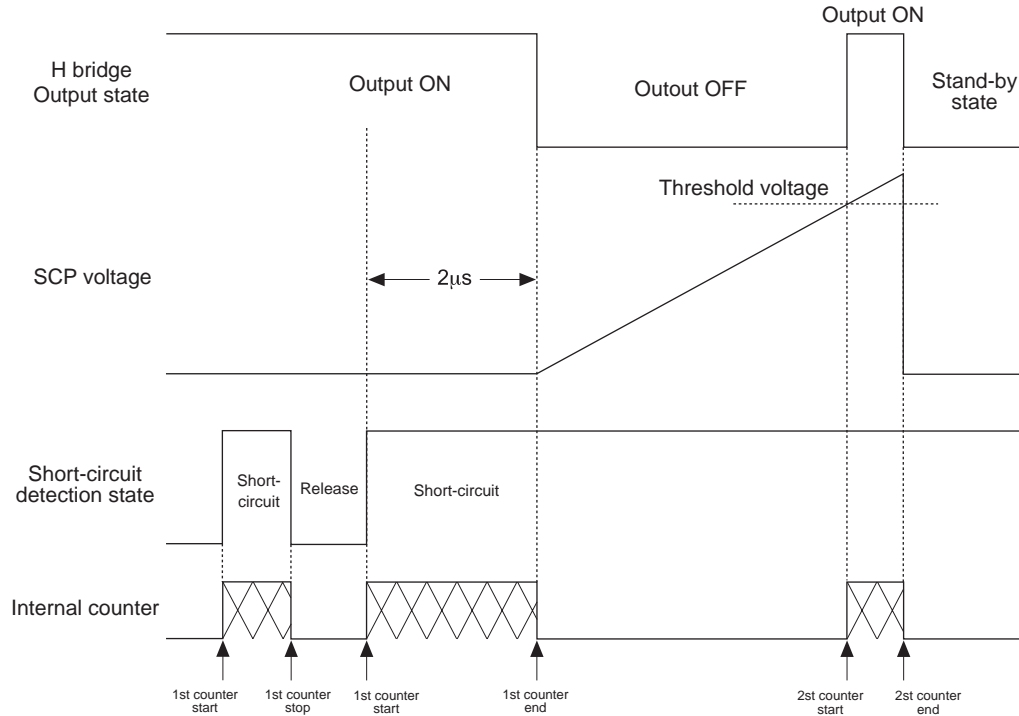 Output ON
H bridge
Output state
Output ON
Outout OFF
Stand-by
state
Threshold voltage
SCP voltage
2μs
Short-circuit
detection state
Short-
circuit
Release
Short-circuit
Internal counter
1st counter
start
1st counter
stop
1st counter
start
1st counter
end
2nd counter
start
2nd counter
end